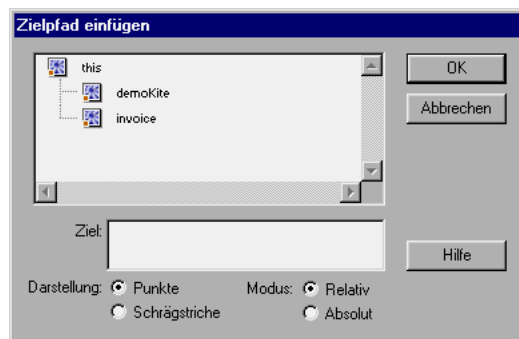 Zielpfad einfügen
this
demoKite
invoice
OK
Abbrechen
Ziel:
Hilfe
Darstellung: Punkte Modus: Relativ
Schrägstriche Absolut